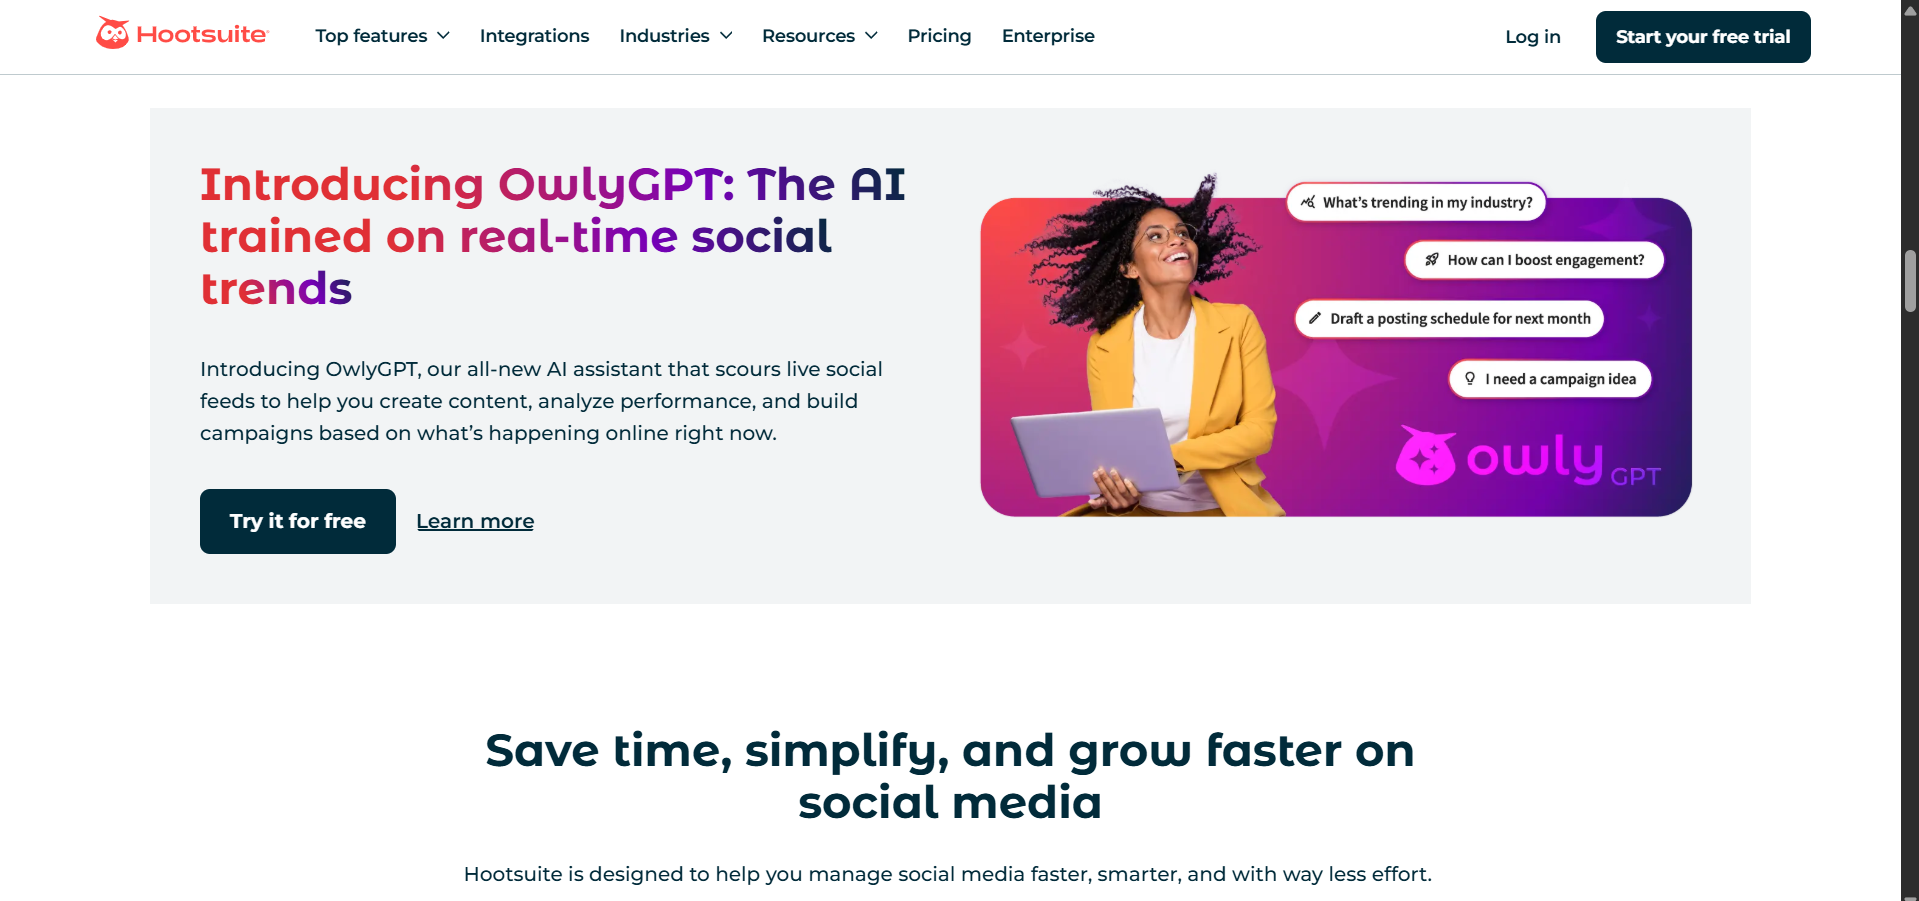 Hootsuite
Top features
Integrations
Industries
Resources
Pricing
Enterprise
Log in
Start your free trial
Introducing OwlyGPT: The AI
trained on real-time social
trends
Introducing OwlyGPT, our all-new AI assistant that scours live social
feeds to help you create content, analyze performance, and build
campaigns based on what’s happening online right now.
Try it for free
Learn more
What’s trending in my industry?
How can I boost engagement?
Draft a posting schedule for next month
I need a campaign idea
owly GPT
Save time, simplify, and grow faster on
social media
Hootsuite is designed to help you manage social media faster, smarter, and with way less effort.